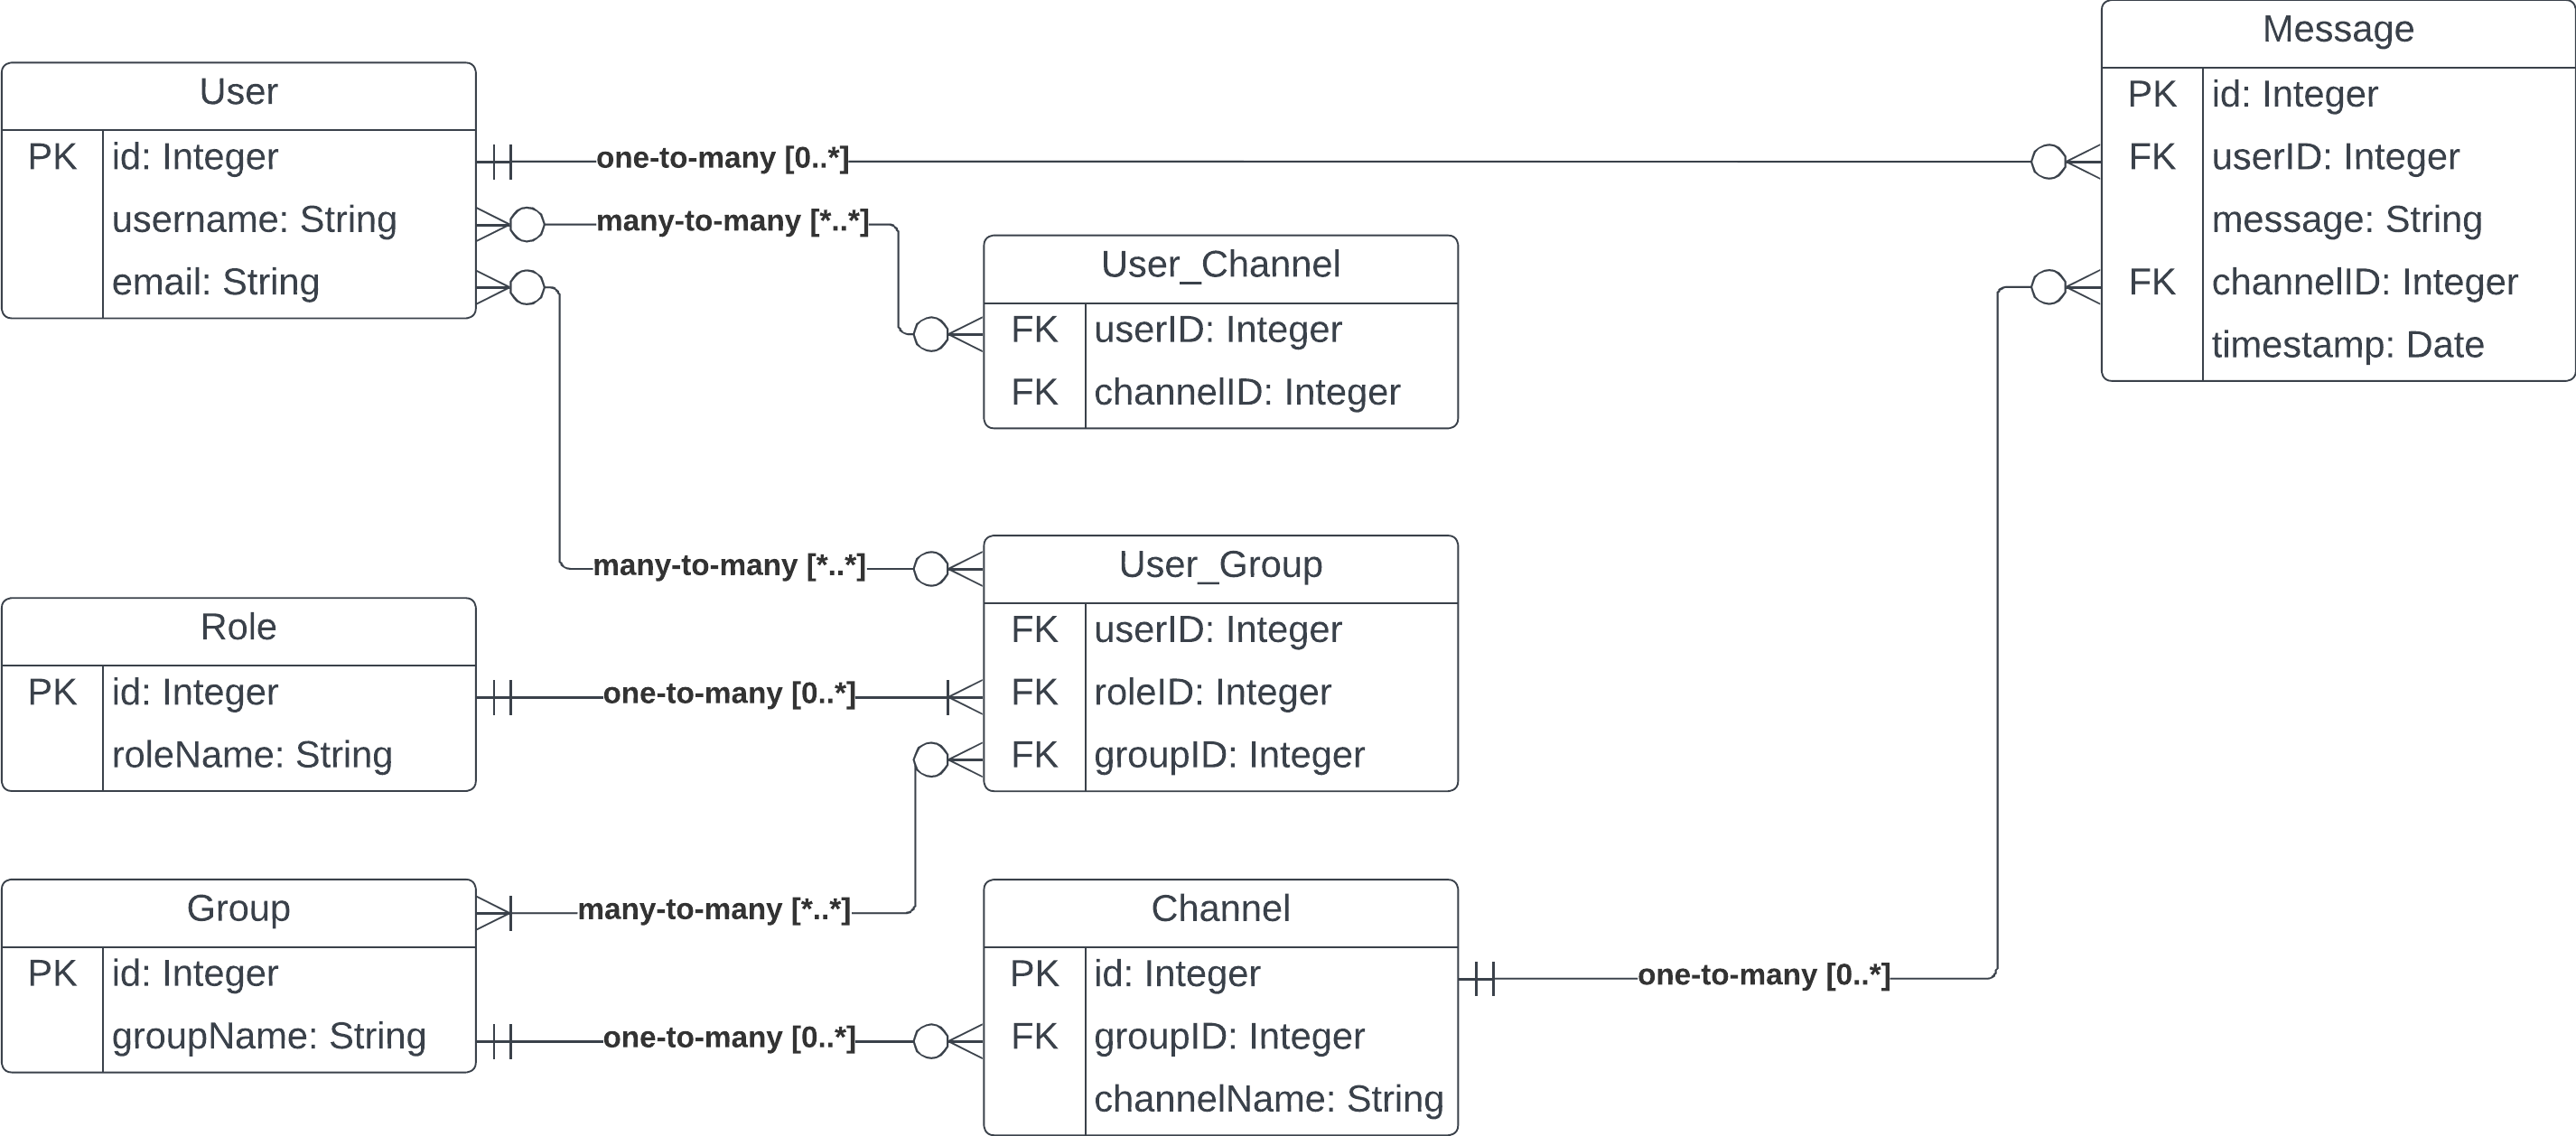 User
PK id: Integer
username: String
email: String
one-to-many [0..*]
many-to-many [*..*]
many-to-many [*..*]
User_Channel
FK userID: Integer
FK channelID: Integer
Message
PK id: Integer
FK userID: Integer
message: String
FK channelID: Integer
timestamp: Date
Role
PK id: Integer
roleName: String
one-to-many [0..*]
User_Group
FK userID: Integer
FK roleID: Integer
FK groupID: Integer
Group
PK id: Integer
groupName: String
many-to-many [*..*]
one-to-many [0..*]
Channel
PK id: Integer
FK groupID: Integer
channelName: String
one-to-many [0..*]